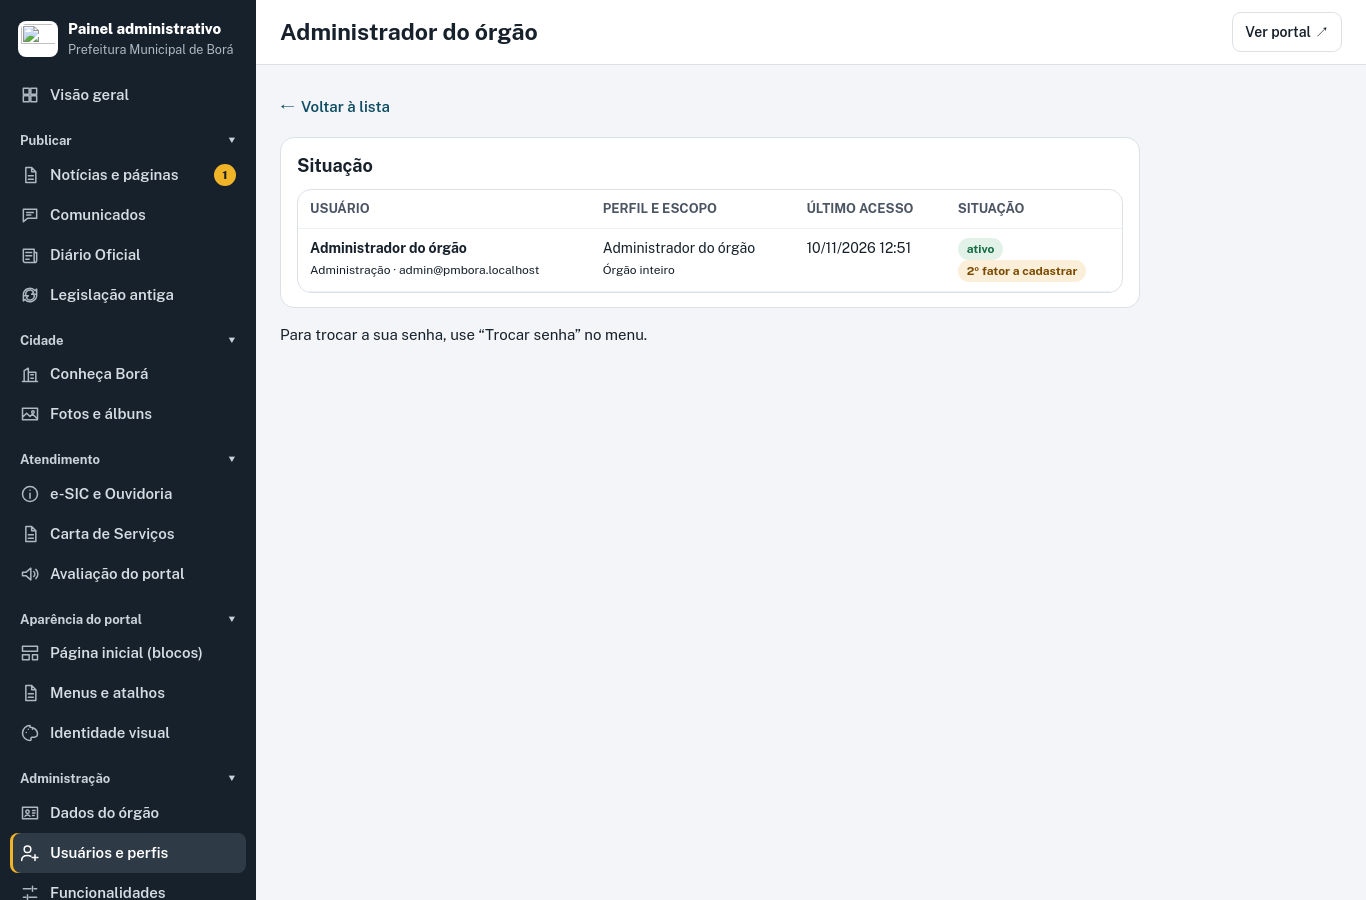 Painel administrativo
Prefeitura Municipal de Borá
Visão geral
Publicar
Notícias e páginas 1
Comunicados
Diário Oficial
Legislação antiga
Cidade
Conheça Borá
Fotos e álbuns
Atendimento
e-SIC e Ouvidoria
Carta de Serviços
Avaliação do portal
Aparência do portal
Página inicial (blocos)
Menus e atalhos
Identidade visual
Administração
Dados do órgão
Usuários e perfis
Funcionalidades
Administrador do órgão
Ver portal ↗
← Voltar à lista
Situação
USUÁRIO PERFIL E ESCOPO ÚLTIMO ACESSO SITUAÇÃO
Administrador do órgão Administrador do órgão 10/11/2026 12:51 ativo
Administração · admin@pmbora.localhost Órgão inteiro 2º fator a cadastrar
Para trocar a sua senha, use “Trocar senha” no menu.